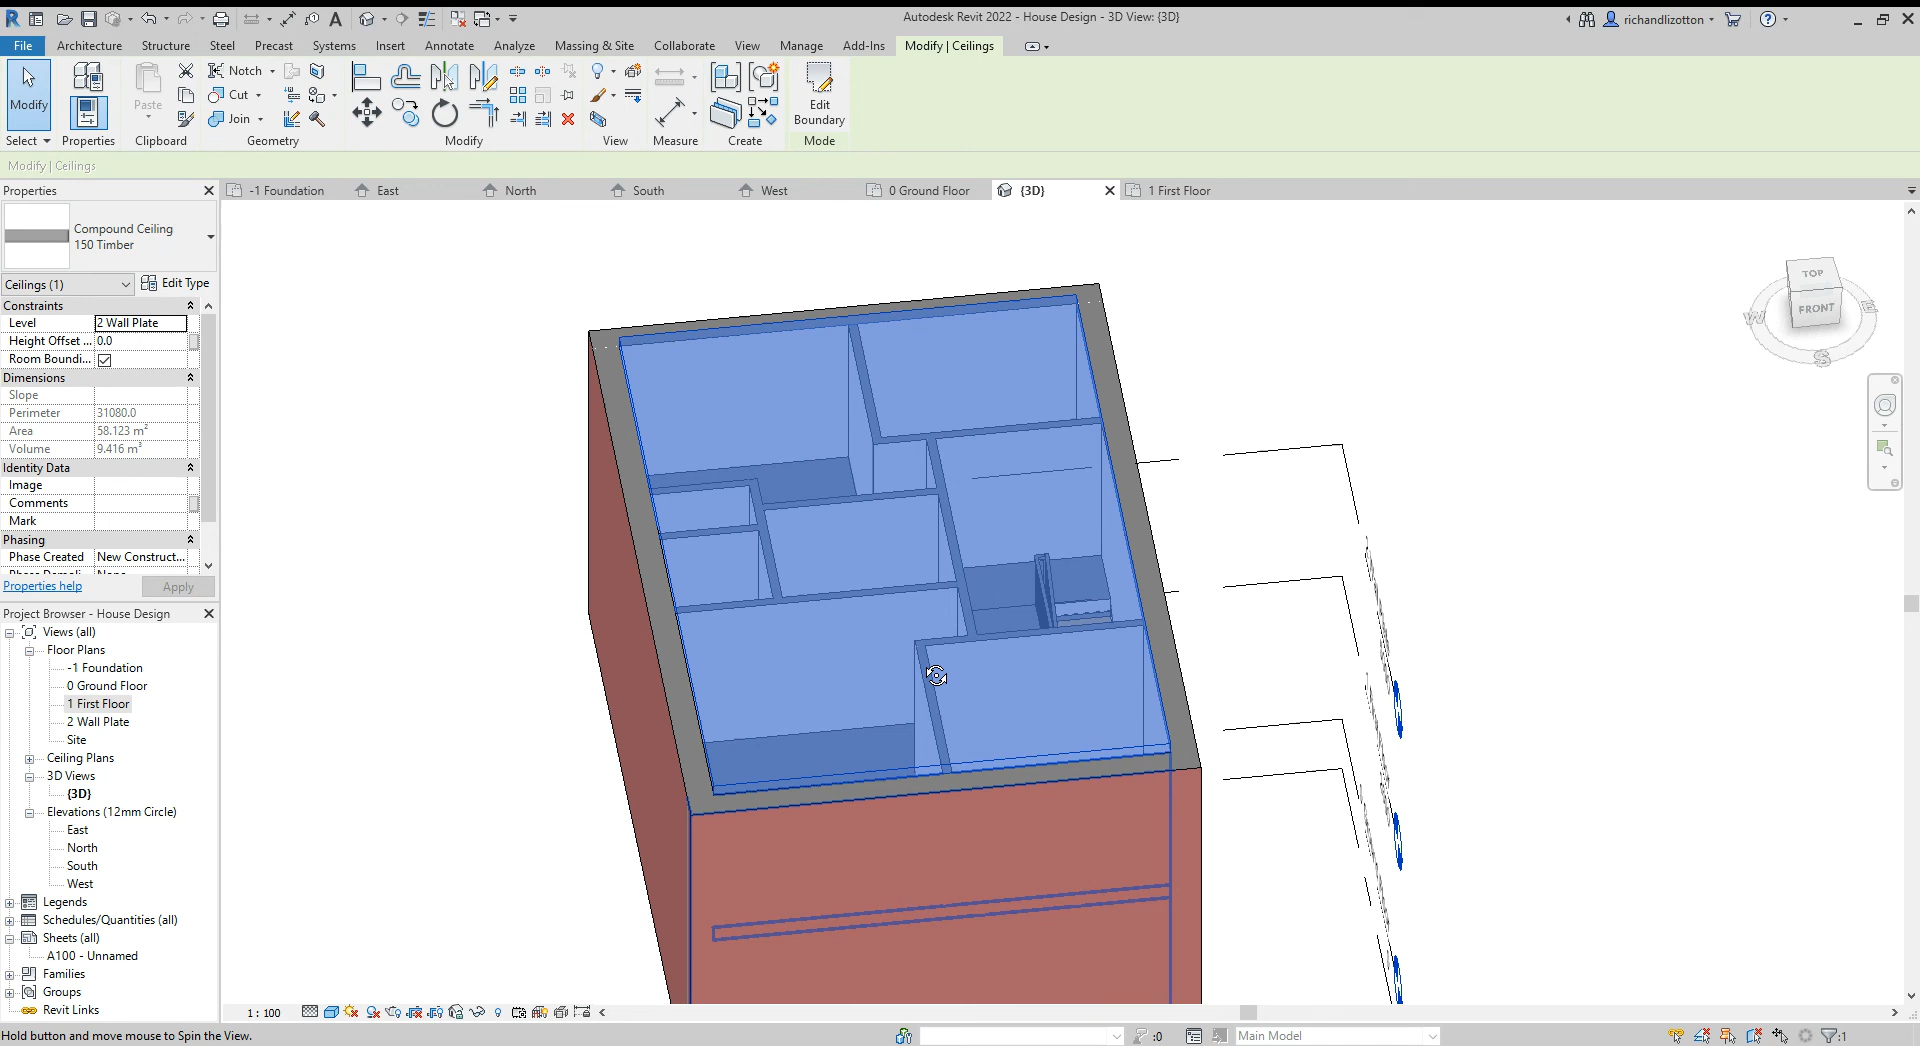 Autodesk Revit 2022 - House Design - 3D View: {3D}
richandlizotton
File Architecture Structure Steel Precast Systems Insert Annotate Analyze Massing & Site Collaborate View Manage Add-Ins Modify | Ceilings
Modify
Paste
Notch
Cut
Join
Edit
Boundary
Select Properties Clipboard Geometry Modify View Measure Create Mode
Modify | Ceilings
Properties
-1 Foundation East North South West 0 Ground Floor {3D} 1 First Floor
Compound Ceiling
150 Timber
Ceilings (1) Edit Type
Constraints
Level 2 Wall Plate
Height Offset ... 0.0
Room Boundi...
Dimensions
Slope
Perimeter 31080.0
Area 58.123 m²
Volume 9.416 m³
Identity Data
Image
Comments
Mark
Phasing
Phase Created New Construct...
Properties help Apply
Project Browser - House Design
Views (all)
Floor Plans
-1 Foundation
0 Ground Floor
1 First Floor
2 Wall Plate
Site
Ceiling Plans
3D Views
{3D}
Elevations (12mm Circle)
East
North
South
West
Legends
Schedules/Quantities (all)
Sheets (all)
A100 - Unnamed
Families
Groups
Revit Links
TOP
FRONT
W
E
S
1 : 100
Hold button and move mouse to Spin the View.
:0
Main Model
:1